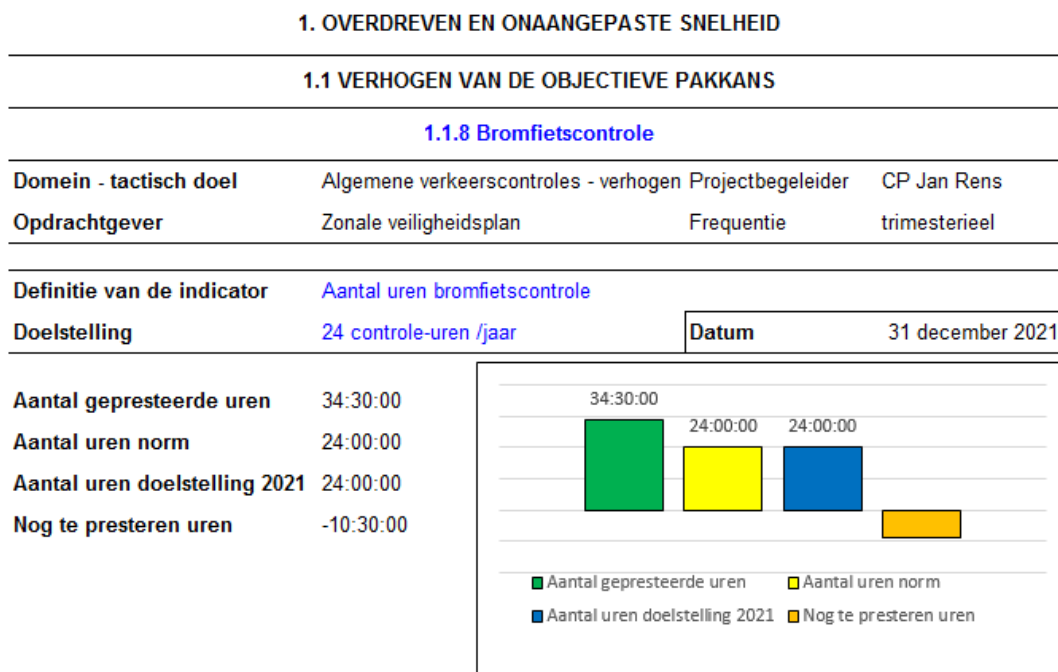 1. OVERDREVEN EN ONAANGEPASTE SNELHEID
1.1 VERHOGEN VAN DE OBJECTIEVE PAKKANS
1.1.8 Bromfietscontrole
Domein - tactisch doel Algemene verkeerscontroles - verhogen Projectbegeleider CP Jan Rens
Opdrachtgever Zonale veiligheidsplan Frequentie trimesterieel
Definitie van de indicator Aantal uren bromfietscontrole
Doelstelling 24 controle-uren /jaar Datum 31 december 2021
Aantal gepresteerde uren 34:30:00
Aantal uren norm 24:00:00
Aantal uren doelstelling 2021 24:00:00
Nog te presteren uren -10:30:00
34:30:00
24:00:00 24:00:00
Aantal gepresteerde uren Aantal uren norm
Aantal uren doelstelling 2021 Nog te presteren uren